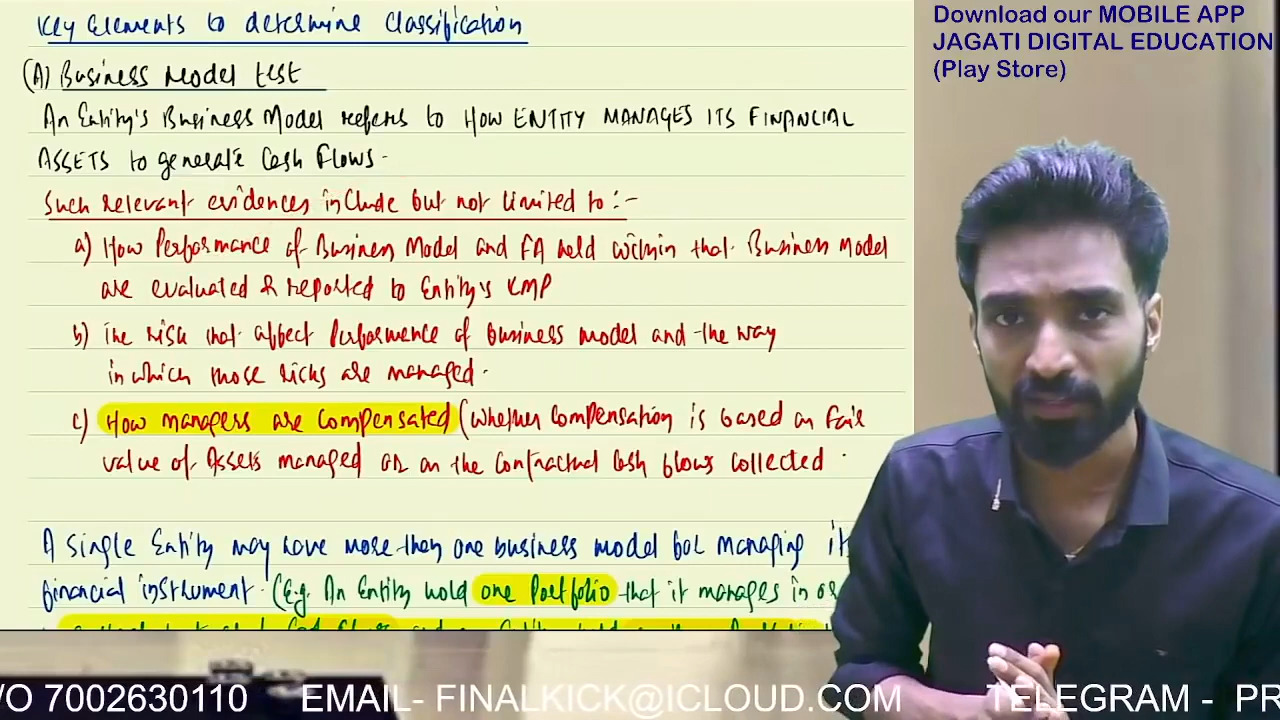 Key Elements to determine Classification
(A) Business Model test
An Entity's Business Model refers to HOW ENTITY MANAGES ITS FINANCIAL
ASSETS to generate Cash flows.
Such relevant evidences include but not limited to :-
a) How Performance of Business Model and FA held within that Business Model
are evaluated & reported to Entity's KMP
b) The risk that affect Performance of business model and the way
in which those risks are managed.
c) How managers are compensated (Whether Compensation is based on Fair
value of Assets managed OR on the Contractual Cash flows collected.
A single Entity may have more than one business model for managing its
financial instrument. (E.g. An Entity hold one Portfolio that it manages in or
Download our MOBILE APP
JAGATI DIGITAL EDUCATION
(Play Store)
/O 7002630110 EMAIL- FINALKICK@ICLOUD.COM TELEGRAM - PR